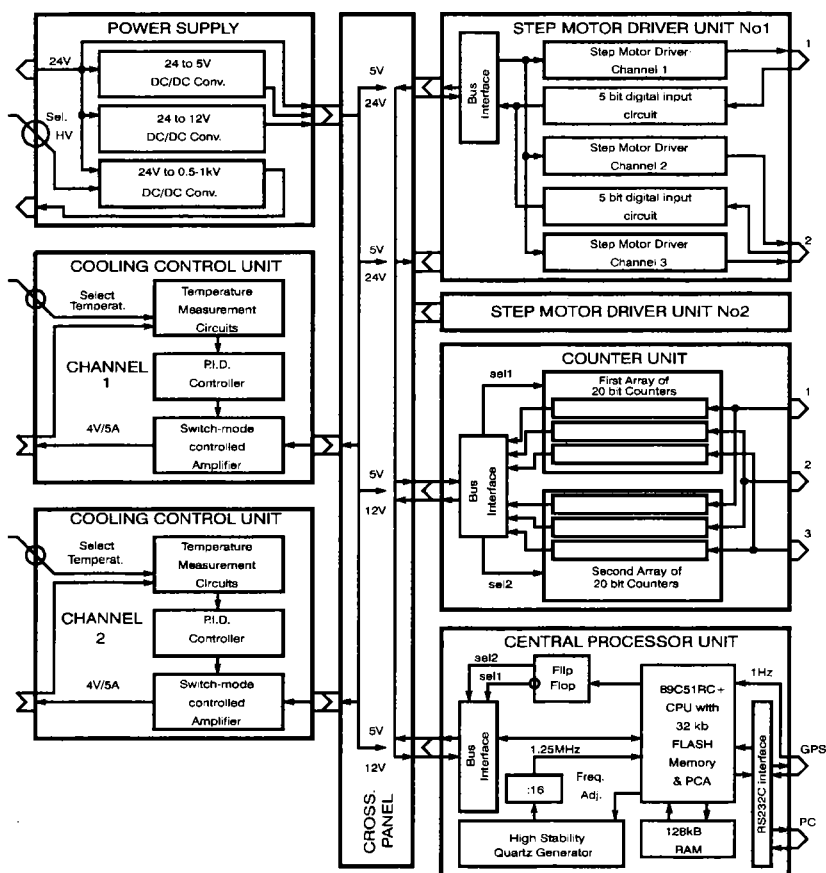 POWER SUPPLY
24V
24 to 5V
DC/DC Conv.
Sel.
HV
24 to 12V
DC/DC Conv.
24V to 0.5-1kV
DC/DC Conv.
COOLING CONTROL UNIT
Select
Temperat.
Temperature
Measurement
Circuits
CHANNEL
1
P.I.D.
Controller
4V/5A
Switch-mode
controlled
Amplifier
COOLING CONTROL UNIT
Select
Temperat.
Temperature
Measurement
Circuits
CHANNEL
2
P.I.D.
Controller
4V/5A
Switch-mode
controlled
Amplifier
5V
24V
5V
24V
5V
12V
5V
12V
CROSS.
PANEL
STEP MOTOR DRIVER UNIT No1
Bus
Interface
Step Motor Driver
Channel 1
1
5 bit digital input
circuit
Step Motor Driver
Channel 2
5 bit digital input
circuit
2
Step Motor Driver
Channel 3
STEP MOTOR DRIVER UNIT No2
COUNTER UNIT
sel1
First Array of
20 bit Counters
1
Bus
Interface
2
3
sel2
Second Array of
20 bit Counters
CENTRAL PROCESSOR UNIT
sel2
sel1
Flip
Flop
89C51RC+
CPU with
32 kb
FLASH
Memory
& PCA
1Hz
GPS
Bus
Interface
1.25MHz
:16
Freq.
Adj.
RS232C interface
High Stability
Quartz Generator
128kB
RAM
PC